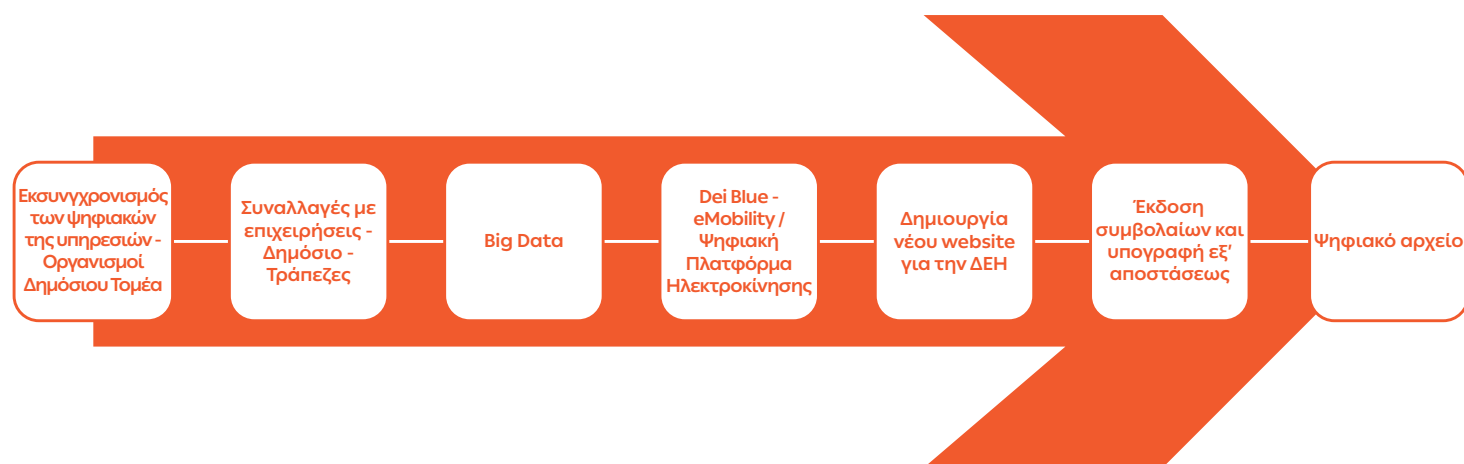 Εκσυνγχρονισμός
των ψηφιακών
της υπηρεσιών -
Οργανισμοί
Δημόσιου Τομέα
Συναλλαγές με
επιχειρήσεις -
Δημόσιο -
Τράπεζες
Big Data
Dei Blue -
eMobility /
Ψηφιακή
Πλατφόρμα
Ηλεκτροκίνησης
Δημιουργία
νέου website
για την ΔΕΗ
Έκδοση
συμβολαίων και
υπογραφή εξ’
αποστάσεως
Ψηφιακό αρχείο